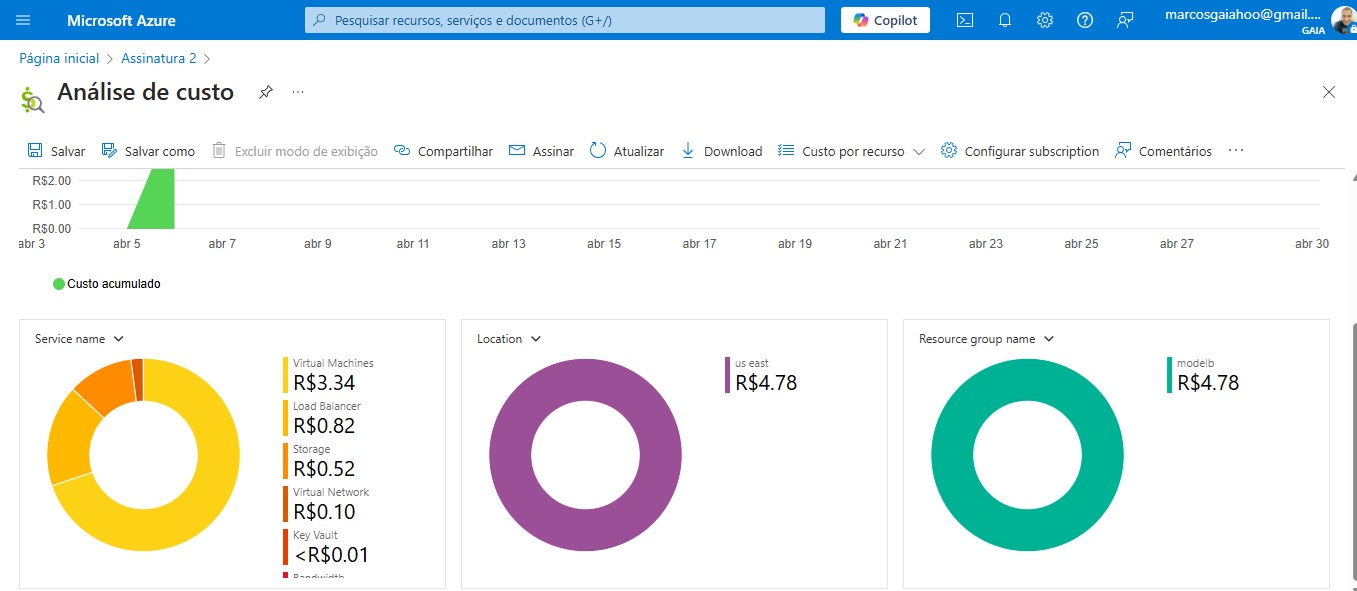 Microsoft Azure
Pesquisar recursos, serviços e documentos (G+/)
Copilot
marcosgaiahoo@gmail....
GAIA
Página inicial > Assinatura 2 >
Análise de custo
...
Salvar
Salvar como
Excluir modo de exibição
Compartilhar
Assinar
Atualizar
Download
Custo por recurso
Configurar subscription
Comentários
...
R$2.00
R$1.00
R$0.00
abr 3
abr 5
abr 7
abr 9
abr 11
abr 13
abr 15
abr 17
abr 19
abr 21
abr 23
abr 25
abr 27
abr 30
Custo acumulado
Service name
Virtual Machines
R$3.34
Load Balancer
R$0.82
Storage
R$0.52
Virtual Network
R$0.10
Key Vault
<R$0.01
Bandwidth
Location
us east
R$4.78
Resource group name
modelb
R$4.78